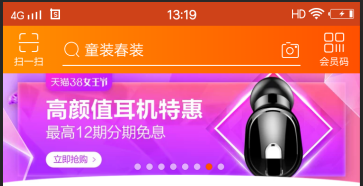 4G 13:19 HD
扫一扫 童装春装 会员码
天猫38女王节
高颜值耳机特惠
最高12期分期免息
立即抢购 >